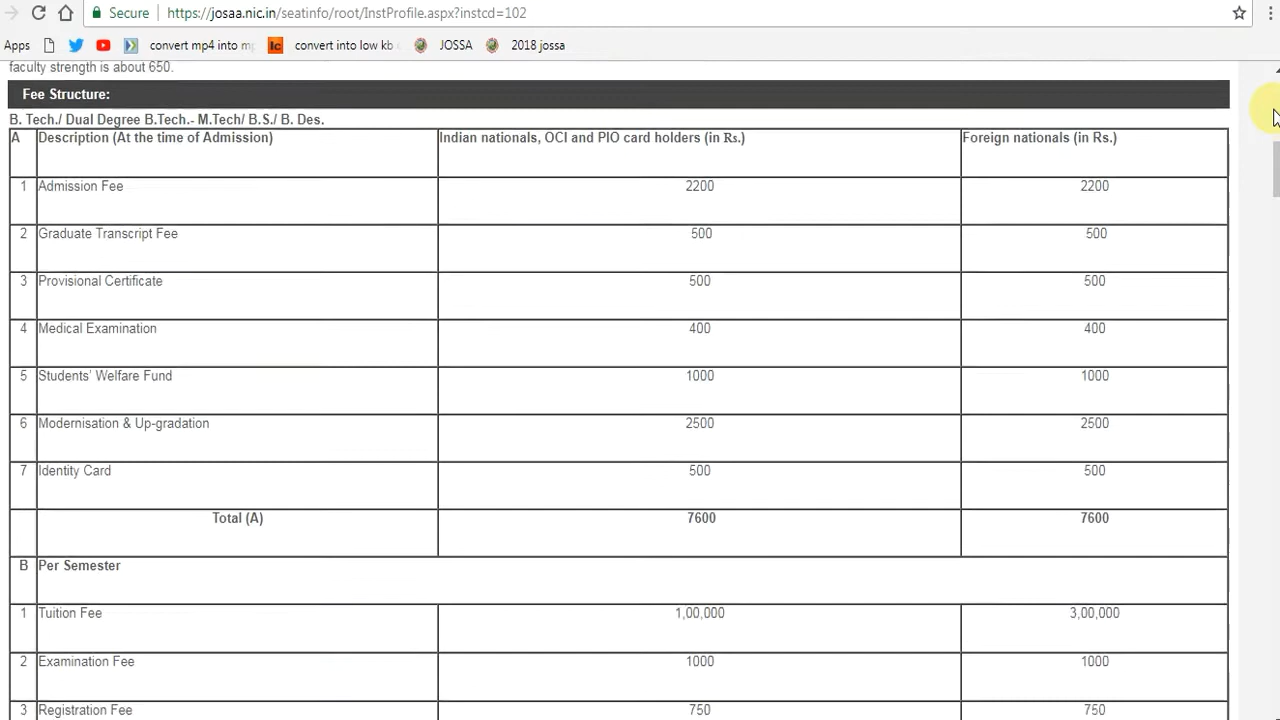 Secure https://josaa.nic.in/seatinfo/root/InstProfile.aspx?instcd=102
Apps convert mp4 into convert into low kb JOSSA 2018 jossa
faculty strength is about 650.
Fee Structure:
B. Tech./ Dual Degree B.Tech.- M.Tech/ B.S./ B. Des.
A Description (At the time of Admission) Indian nationals, OCI and PIO card holders (in Rs.) Foreign nationals (in Rs.)
1 Admission Fee 2200 2200
2 Graduate Transcript Fee 500 500
3 Provisional Certificate 500 500
4 Medical Examination 400 400
5 Students' Welfare Fund 1000 1000
6 Modernisation & Up-gradation 2500 2500
7 Identity Card 500 500
Total (A) 7600 7600
B Per Semester
1 Tuition Fee 1,00,000 3,00,000
2 Examination Fee 1000 1000
3 Registration Fee 750 750